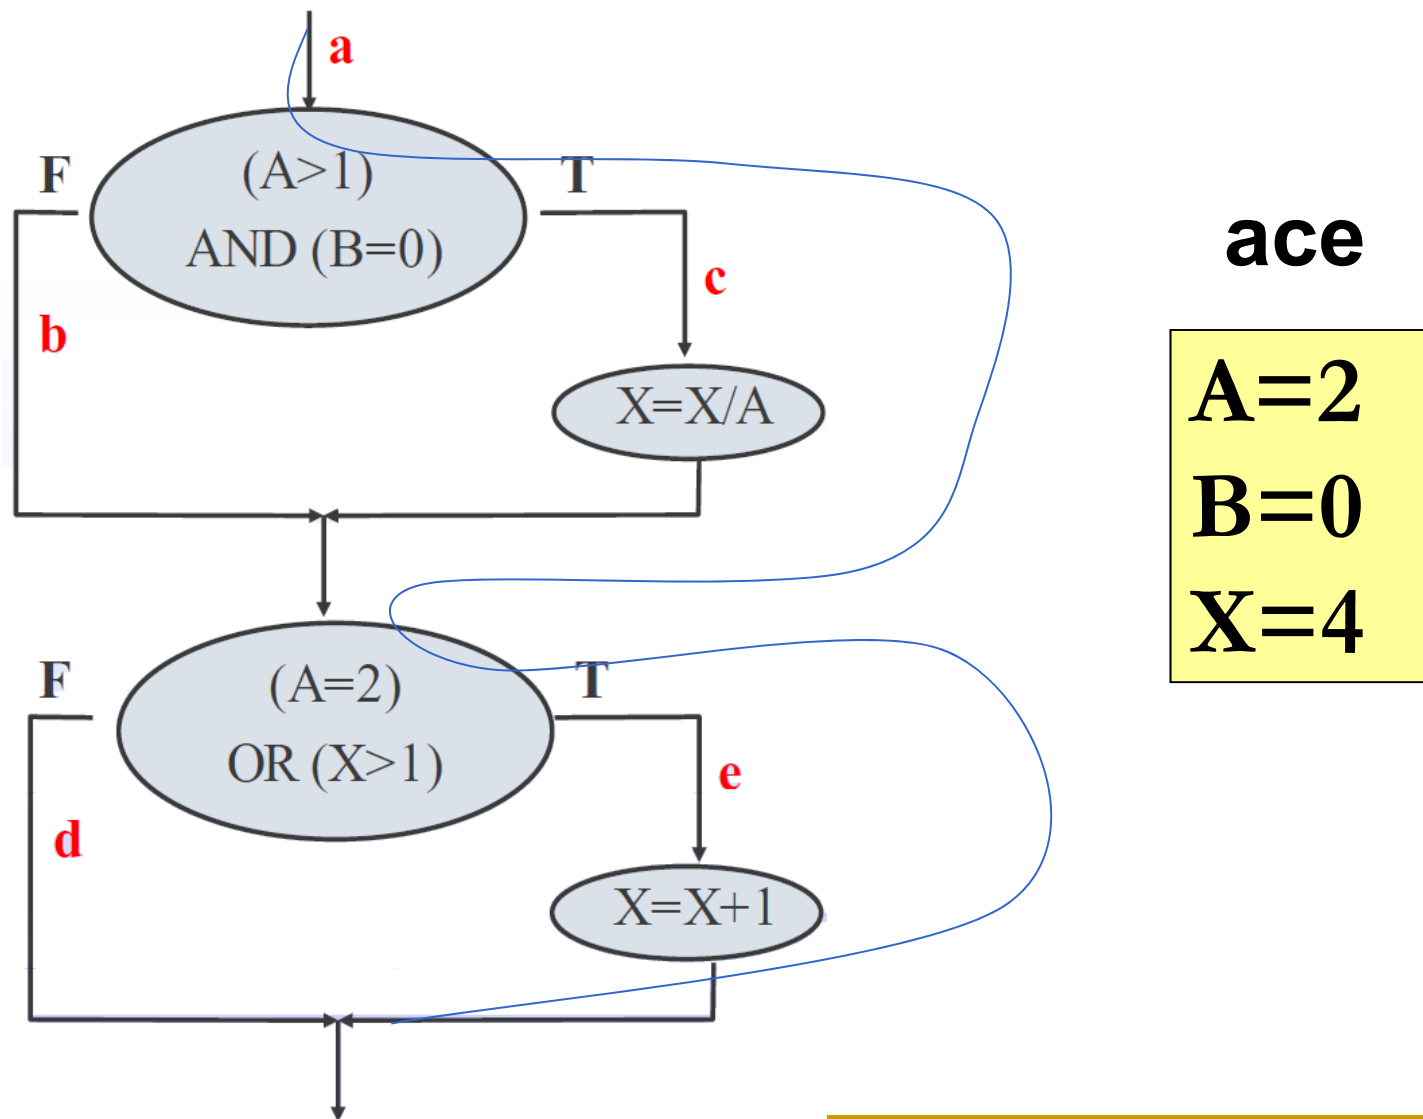 a
F
T
(A>1)
AND (B=0)
b
c
X=X/A
F
T
(A=2)
OR (X>1)
d
e
X=X+1
ace
A=2
B=0
X=4